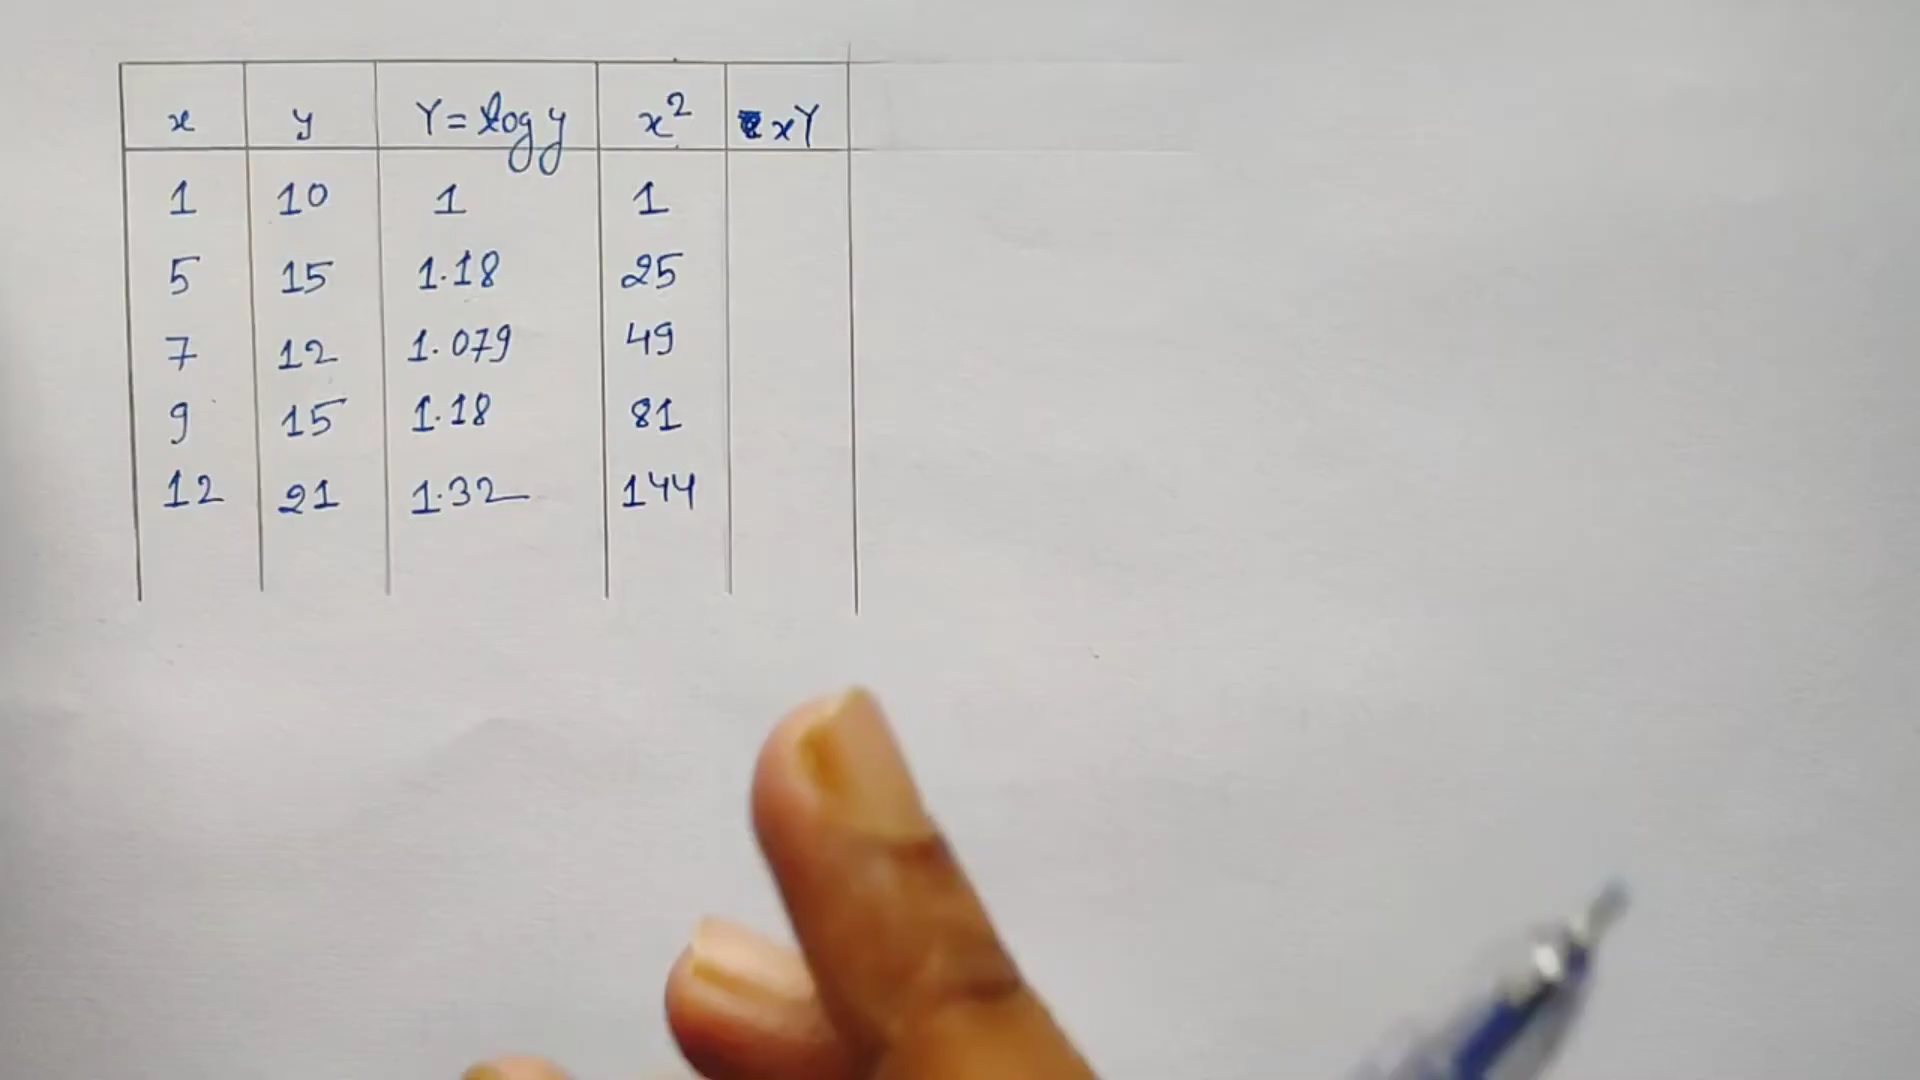 x y Y = log y x² xY
1 10 1 1
5 15 1.18 25
7 12 1.079 49
9 15 1.18 81
12 21 1.32 144